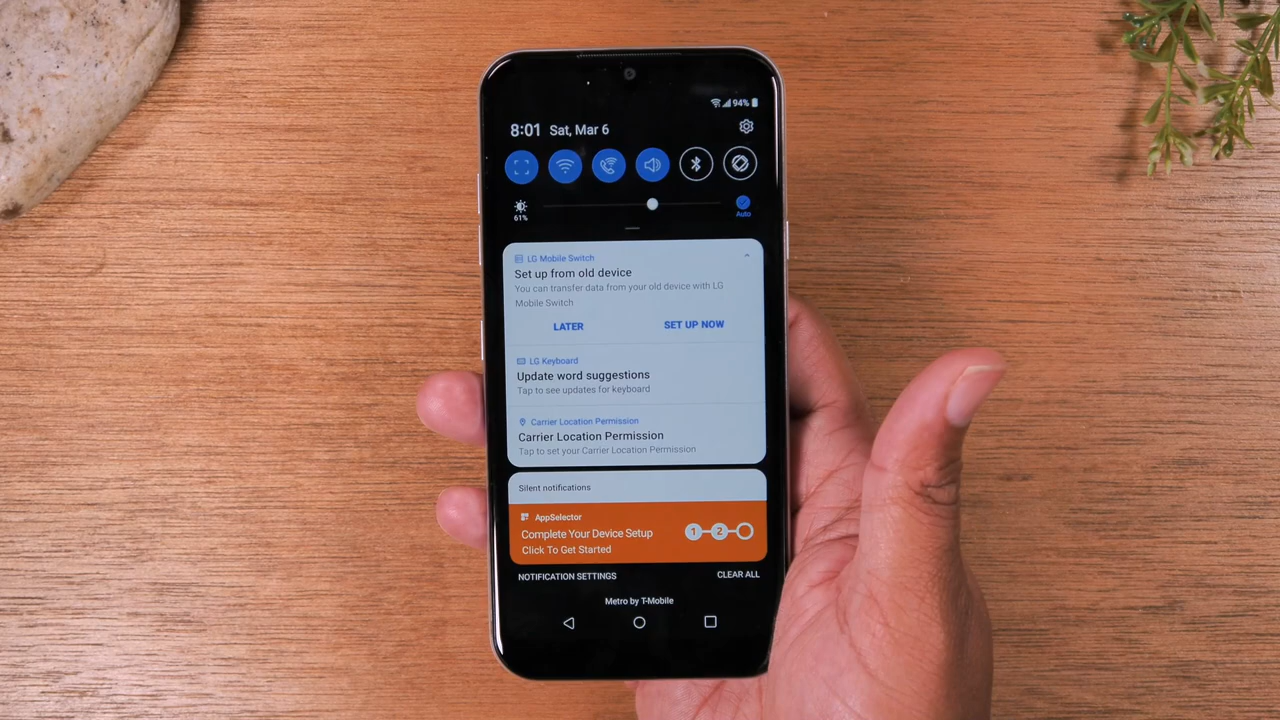 94%
8:01 Sat, Mar 6
61%
Auto
LG Mobile Switch
Set up from old device
You can transfer data from your old device with LG
Mobile Switch
LATER SET UP NOW
LG Keyboard
Update word suggestions
Tap to see updates for keyboard
Carrier Location Permission
Carrier Location Permission
Tap to set your Carrier Location Permission
Silent notifications
AppSelector
Complete Your Device Setup
1 2
Click To Get Started
NOTIFICATION SETTINGS CLEAR ALL
Metro by T-Mobile